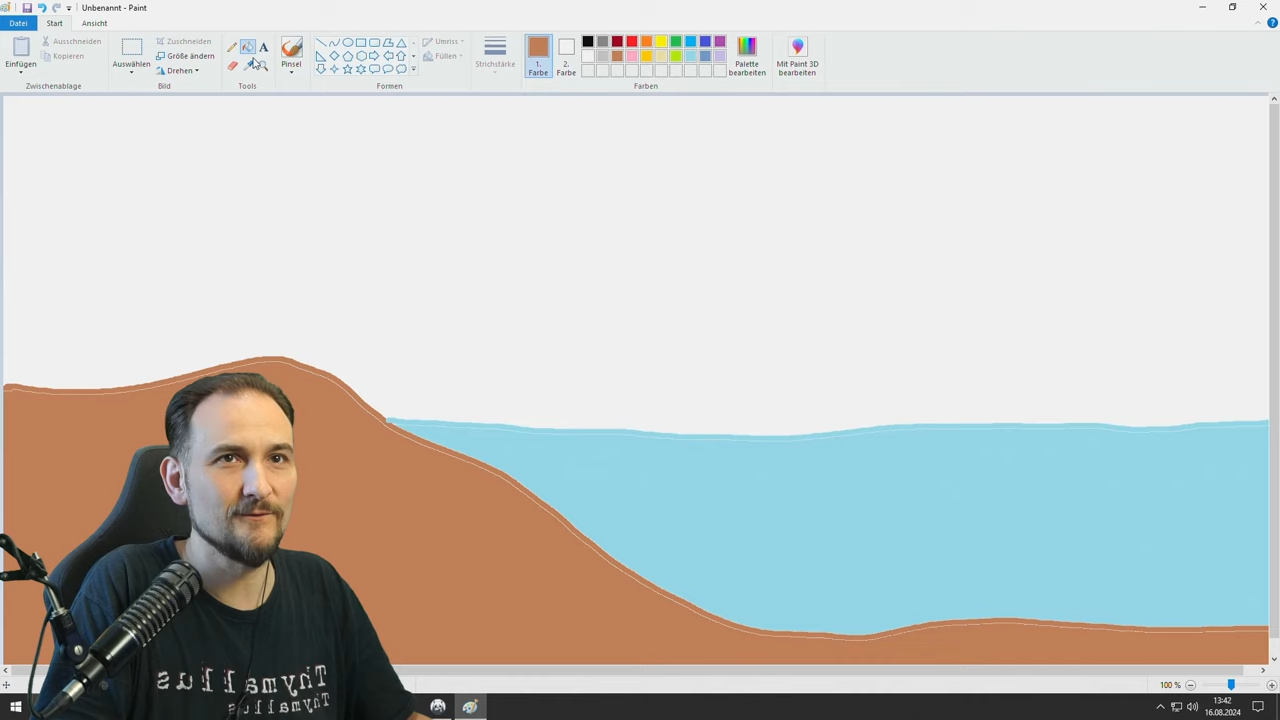 Unbenannt - Paint
Datei
Start
Ansicht
Einfügen
Ausschneiden
Kopieren
Zwischenablage
Auswählen
Zuschneiden
Größe ändern
Drehen
Bild
A
Tools
Pinsel
Umriss
Füllen
Formen
Strichstärke
1.
Farbe
2.
Farbe
Palette
bearbeiten
Farben
Mit Paint 3D
bearbeiten
Thymallus
Thymallus
100 %
13:42
16.08.2024